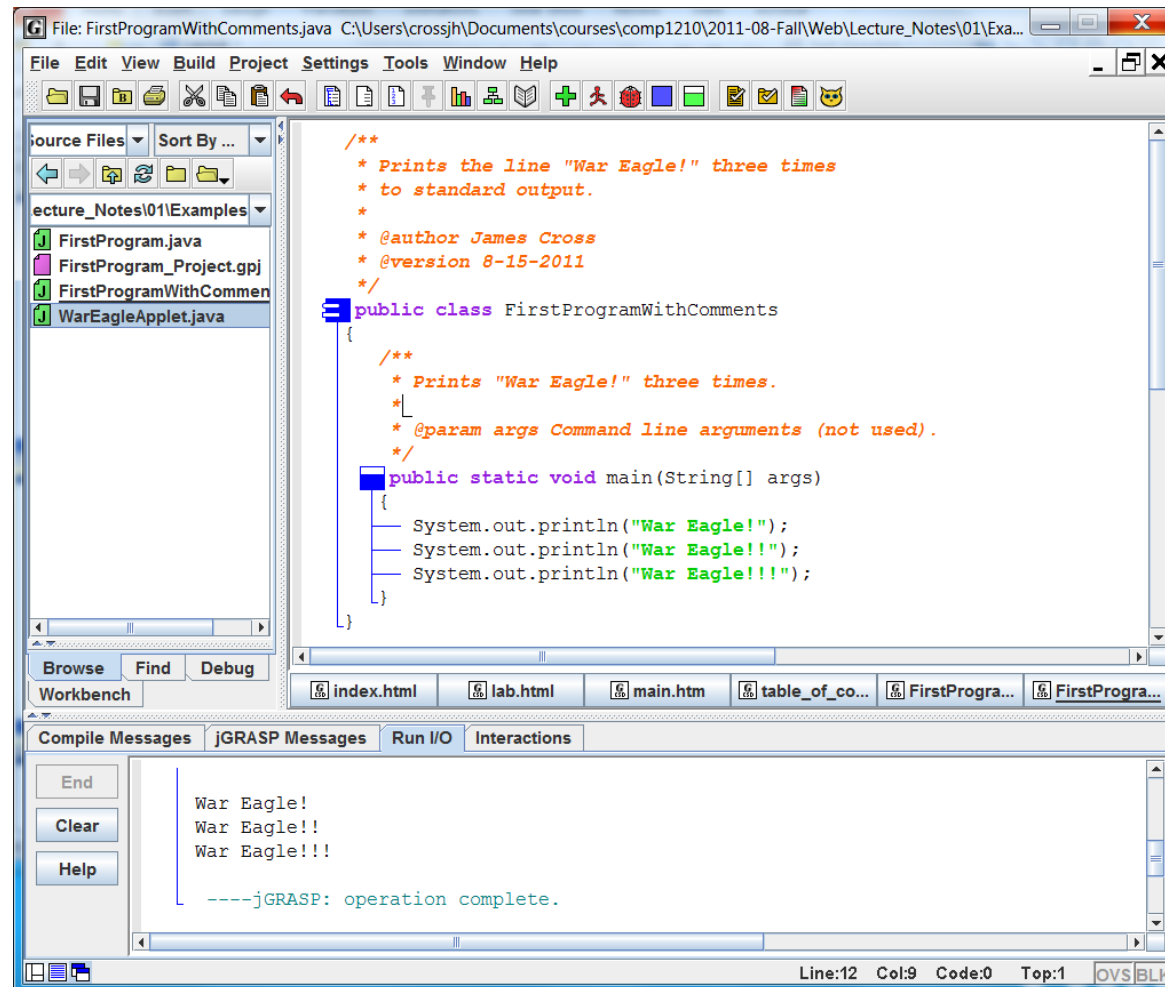 File: FirstProgramWithComments.java C:\Users\crossjh\Documents\courses\comp1210\2011-08-Fall\Web\Lecture_Notes\01\Exa...
File Edit View Build Project Settings Tools Window Help
Source Files Sort By ...
ecture_Notes\01\Examples
FirstProgram.java
FirstProgram_Project.gpj
FirstProgramWithCommen
WarEagleApplet.java
/**
* Prints the line "War Eagle!" three times
* to standard output.
*
* @author James Cross
* @version 8-15-2011
*/
public class FirstProgramWithComments
{
/**
* Prints "War Eagle!" three times.
*
* @param args Command line arguments (not used).
*/
public static void main(String[] args)
{
System.out.println("War Eagle!");
System.out.println("War Eagle!!");
System.out.println("War Eagle!!!");
}
}
Browse Find Debug
Workbench
index.html lab.html main.htm table_of_co... FirstProgra... FirstProgra...
Compile Messages jGRASP Messages Run I/O Interactions
End
Clear
Help
War Eagle!
War Eagle!!
War Eagle!!!
----jGRASP: operation complete.
Line:12 Col:9 Code:0 Top:1 OVS BLK